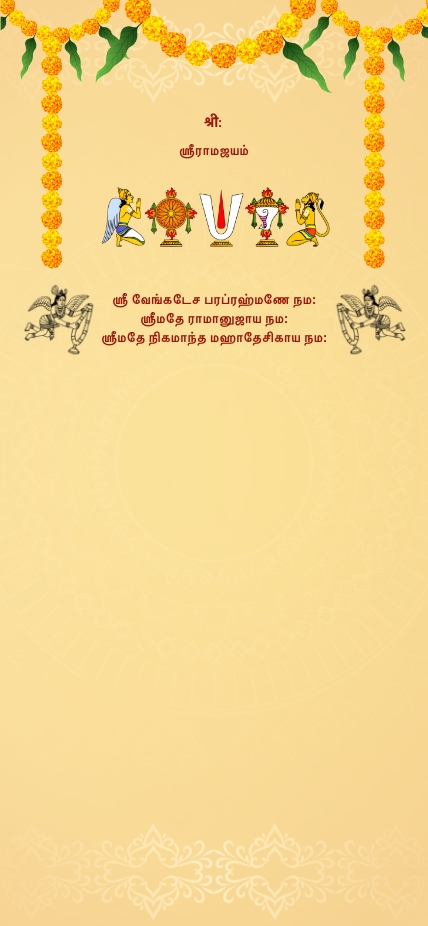 ஸ்ரீ:
ஸ்ரீராமஜயம்
ஸ்ரீ வேங்கடேச பரப்ரஹ்மணே நம:
ஸ்ரீமதே ராமானுஜாய நம:
ஸ்ரீமதே நிகமாந்த மஹாதேசிகாய நம: